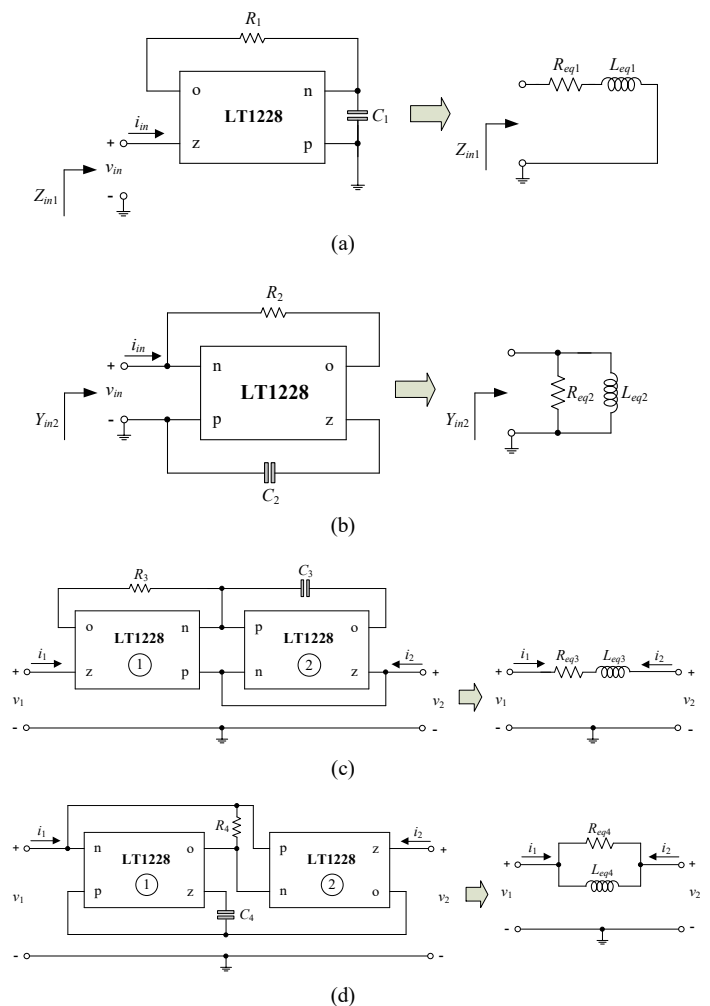 R1
o n
LT1228 C1
z p
+ iin
vin
Zin1 -
Req1 Leq1
Zin1
(a)
R2
+ iin
n o
vin LT1228
Yin2 - p z
C2
Req2 Leq2
Yin2
(b)
R3 C3
o n p o
LT1228 LT1228
+ i1 z 1 p n 2 z i2 +
v1 v2
- -
+ i1 Req3 Leq3 i2 +
v1 v2
- -
(c)
R4
+ i1 n o p z i2 +
LT1228 LT1228
v1 p 1 z n 2 o v2
C4
- -
Req4
+ i1 i2 +
Leq4
v1 v2
- -
(d)